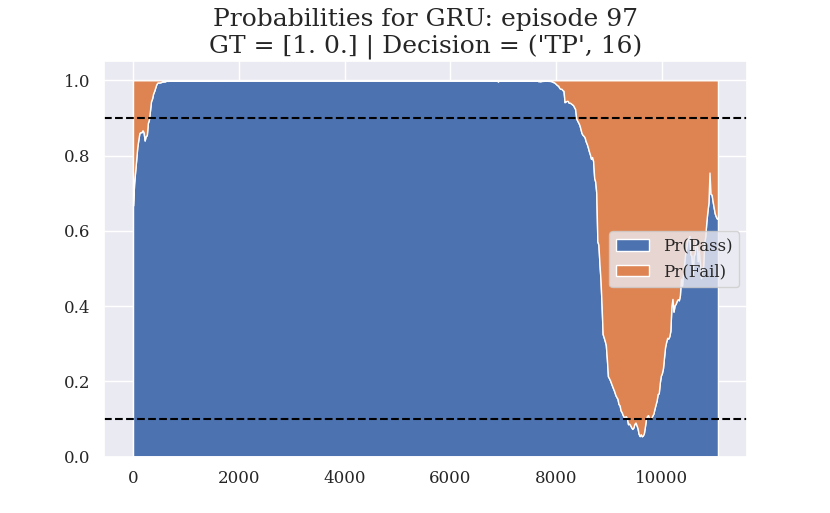 Probabilities for GRU: episode 97
GT = [1. 0.] | Decision = ('TP', 16)
1.0
0.8
0.6
0.4
0.2
0.0
Pr(Pass)
Pr(Fail)
0 2000 4000 6000 8000 10000